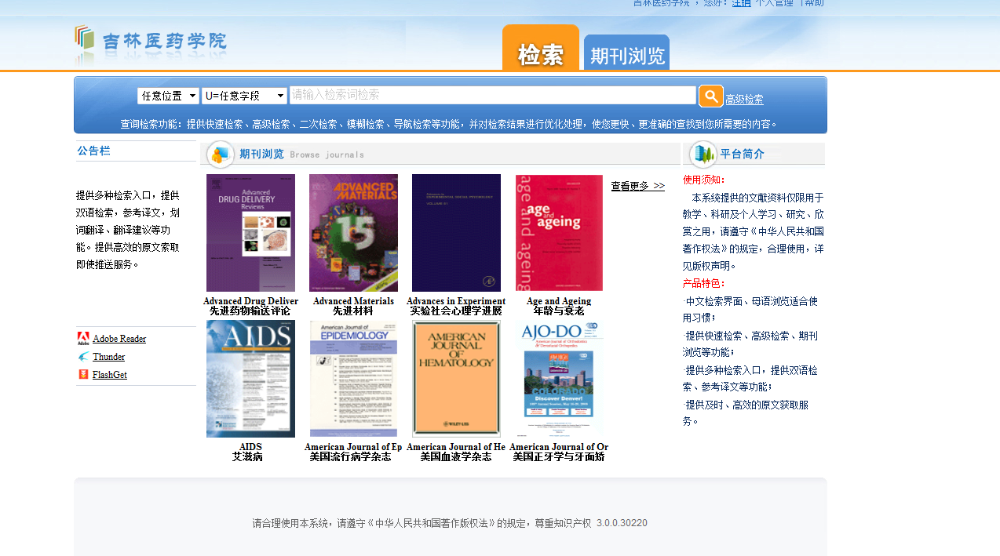 吉林医药学院 ，您好！ 注销 个人管理 | 帮助
吉林医药学院
检索
期刊浏览
任意位置
U=任意字段
请输入检索词检索
高级检索
查询检索功能：提供快速检索、高级检索、二次检索、模糊检索、导航检索等功能，并对检索结果进行优化处理，使您更快、更准确的查找到您所需要的内容。
公告栏
提供多种检索入口，提供
双语检索，参考译文，划
词翻译、翻译建议等功
能。提供高效的原文索取
即使推送服务。
Adobe Reader
Thunder
FlashGet
期刊浏览 Browse journals
查看更多 >>
Advanced
DRUG DELIVERY
Reviews
ADVANCED
MATERIALS
15
Advances in
EXPERIMENTAL SOCIAL PSYCHOLOGY
VOLUME 51
age and ageing
age
and
ageing
Advanced Drug Deliver
先进药物输送评论
Advanced Materials
先进材料
Advances in Experiment
实验社会心理学进展
Age and Ageing
年龄与衰老
AIDS
American Journal of
EPIDEMIOLOGY
AMERICAN
JOURNAL
OF
HEMATOLOGY
WILEY-LISS
AJO-DO
American Journal of Orthodontics
& Dentofacial Orthopedics
COLORADO
Discover Denver!
AIDS
艾滋病
American Journal of Ep
美国流行病学杂志
American Journal of He
美国血液学杂志
American Journal of Or
美国正牙学与牙面矫
平台简介
使用须知：
本系统提供的文献资料仅限用于
教学、科研及个人学习、研究、欣
赏之用，请遵守《中华人民共和国
著作权法》的规定，合理使用，详
见版权声明。
产品特色：
·中文检索界面、母语浏览适合使
用习惯；
·提供快速检索、高级检索、期刊
浏览等功能；
·提供多种检索入口，提供双语检
索、参考译文等功能；
·提供及时、高效的原文获取服
务。
请合理使用本系统，请遵守《中华人民共和国著作版权法》的规定，尊重知识产权 3.0.0.30220